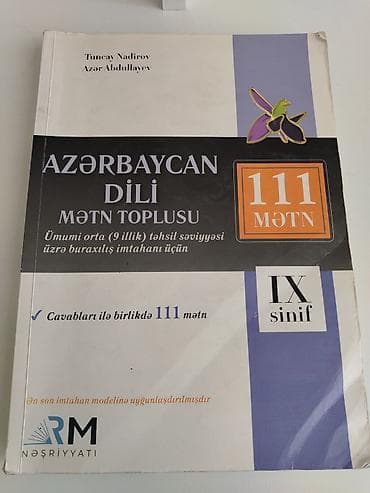 Tuncay Nadirov
Azər Abdullayev
AZƏRBAYCAN
DİLİ
MƏTN TOPLUSU
Ümumi orta (9 illik) təhsil səviyyəsi
üzrə buraxılış imtahanı üçün
111
MƏTN
IX
sinif
✓ Cavabları ilə birlikdə 111 mətn
Ən son imtahan modelinə uyğunlaşdırılmışdır
RM
NƏŞRİYYATI